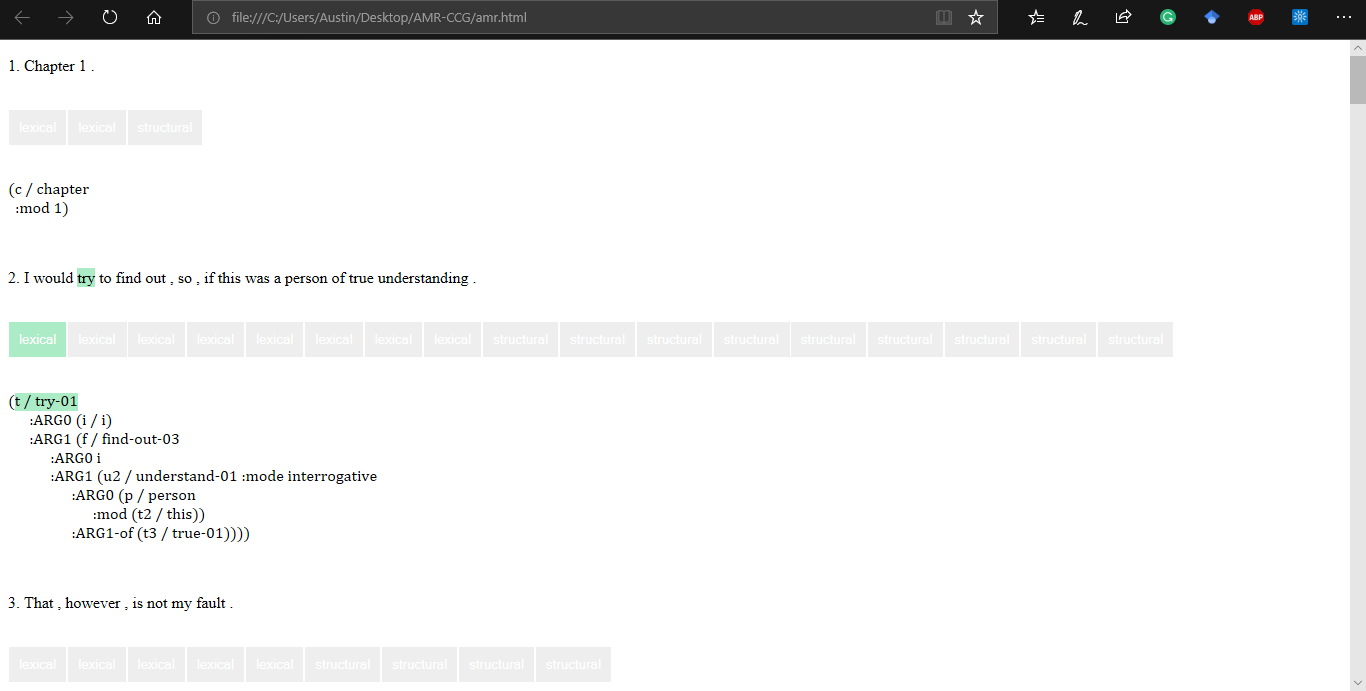 file:///C:/Users/Austin/Desktop/AMR-CCG/amr.html
ABP
1. Chapter 1 .
lexical lexical structural
(c / chapter
:mod 1)
2. I would try to find out , so , if this was a person of true understanding .
lexical lexical lexical lexical lexical lexical lexical lexical structural structural structural structural structural structural structural structural structural
(t / try-01
:ARG0 (i / i)
:ARG1 (f / find-out-03
:ARG0 i
:ARG1 (u2 / understand-01 :mode interrogative
:ARG0 (p / person
:mod (t2 / this))
:ARG1-of (t3 / true-01))))
3. That , however , is not my fault .
lexical lexical lexical lexical lexical structural structural structural structural